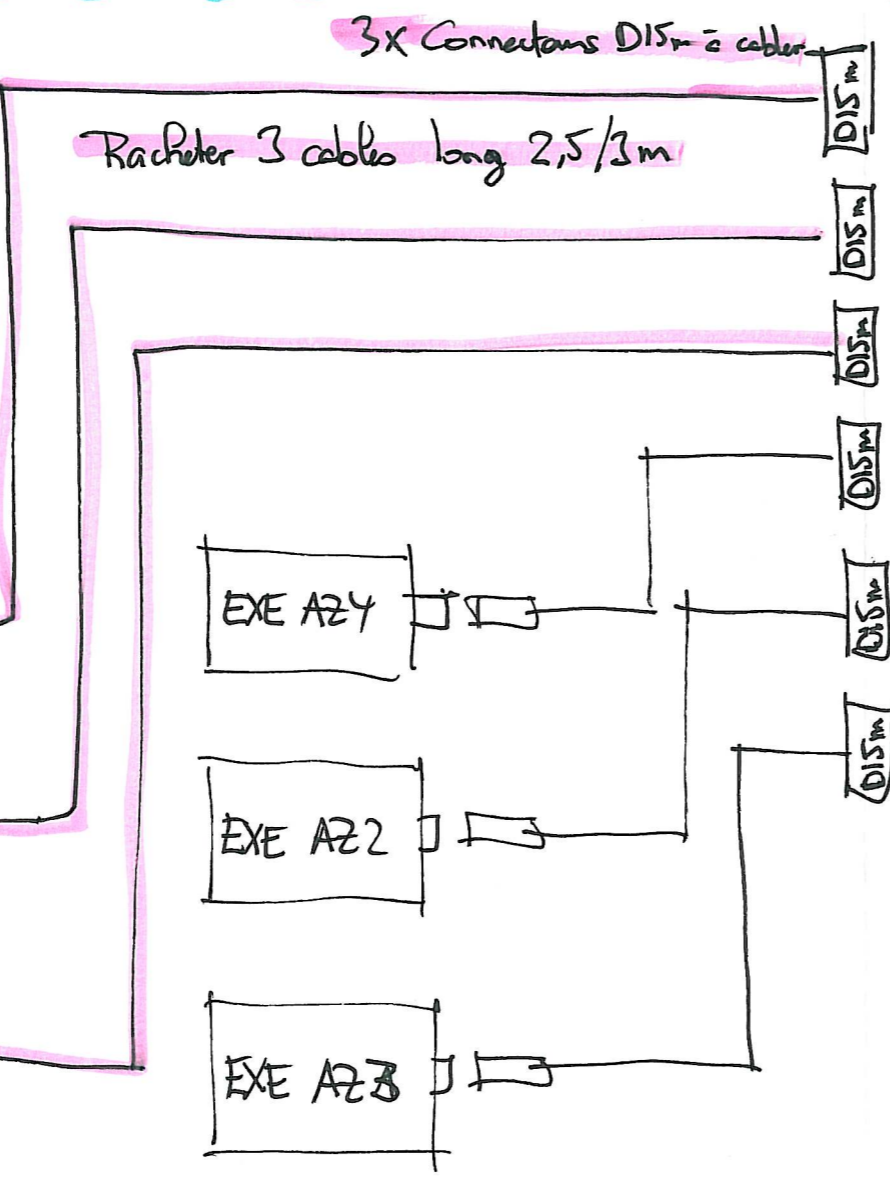 3x Connecteurs D15m à cabler
D15m
Racheter 3 cables long 2,5/3m
D15m
D15m
D15m
EXE AZ4
D15m
D15m
EXE AZ2
EXE AZ3